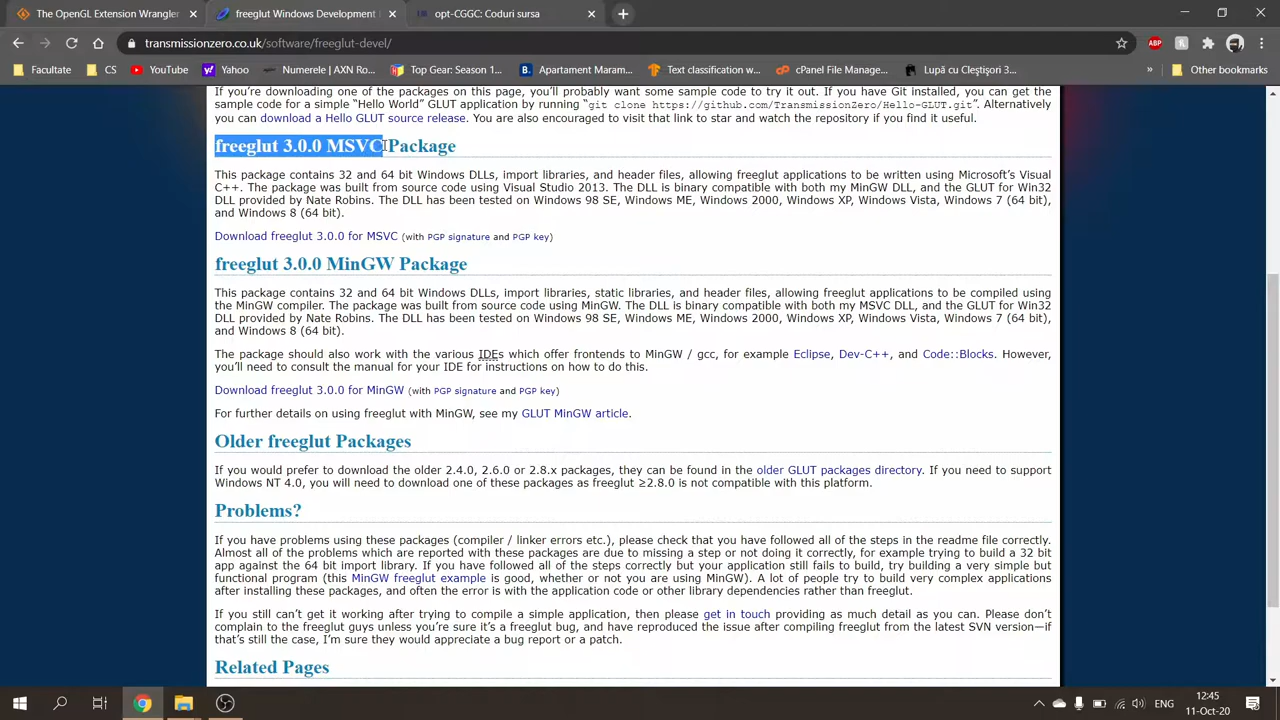 The OpenGL Extension Wrangler
freeglut Windows Development
opt-CGGC: Coduri sursa
transmissionzero.co.uk/software/freeglut-devel/
ABP
Facultate
CS
YouTube
Yahoo
Numerele | AXN Ro...
Top Gear: Season 1...
Apartament Maram...
Text classification w...
cPanel File Manage...
Lupă cu Cleștișori 3...
»
Other bookmarks
If you're downloading one of the packages on this page, you'll probably want some sample code to try it out. If you have Git installed, you can get the
sample code for a simple “Hello World” GLUT application by running “git clone https://github.com/TransmissionZero/Hello-GLUT.git”. Alternatively
you can download a Hello GLUT source release. You are also encouraged to visit that link to star and watch the repository if you find it useful.
freeglut 3.0.0 MSVC Package
This package contains 32 and 64 bit Windows DLLs, import libraries, and header files, allowing freeglut applications to be written using Microsoft's Visual
C++. The package was built from source code using Visual Studio 2013. The DLL is binary compatible with both my MinGW DLL, and the GLUT for Win32
DLL provided by Nate Robins. The DLL has been tested on Windows 98 SE, Windows ME, Windows 2000, Windows XP, Windows Vista, Windows 7 (64 bit),
and Windows 8 (64 bit).
Download freeglut 3.0.0 for MSVC (with PGP signature and PGP key)
freeglut 3.0.0 MinGW Package
This package contains 32 and 64 bit Windows DLLs, import libraries, static libraries, and header files, allowing freeglut applications to be compiled using
the MinGW compiler. The package was built from source code using MinGW. The DLL is binary compatible with both my MSVC DLL, and the GLUT for Win32
DLL provided by Nate Robins. The DLL has been tested on Windows 98 SE, Windows ME, Windows 2000, Windows XP, Windows Vista, Windows 7 (64 bit),
and Windows 8 (64 bit).
The package should also work with the various IDEs which offer frontends to MinGW / gcc, for example Eclipse, Dev-C++, and Code::Blocks. However,
you'll need to consult the manual for your IDE for instructions on how to do this.
Download freeglut 3.0.0 for MinGW (with PGP signature and PGP key)
For further details on using freeglut with MinGW, see my GLUT MinGW article.
Older freeglut Packages
If you would prefer to download the older 2.4.0, 2.6.0 or 2.8.x packages, they can be found in the older GLUT packages directory. If you need to support
Windows NT 4.0, you will need to download one of these packages as freeglut ≥2.8.0 is not compatible with this platform.
Problems?
If you have problems using these packages (compiler / linker errors etc.), please check that you have followed all of the steps in the readme file correctly.
Almost all of the problems which are reported with these packages are due to missing a step or not doing it correctly, for example trying to build a 32 bit
app against the 64 bit import library. If you have followed all of the steps correctly but your application still fails to build, try building a very simple but
functional program (this MinGW freeglut example is good, whether or not you are using MinGW). A lot of people try to build very complex applications
after installing these packages, and often the error is with the application code or other library dependencies rather than freeglut.
If you still can't get it working after trying to compile a simple application, then please get in touch providing as much detail as you can. Please don't
complain to the freeglut guys unless you're sure it's a freeglut bug, and have reproduced the issue after compiling freeglut from the latest SVN version—if
that's still the case, I'm sure they would appreciate a bug report or a patch.
Related Pages
ENG
12:45
11-Oct-20